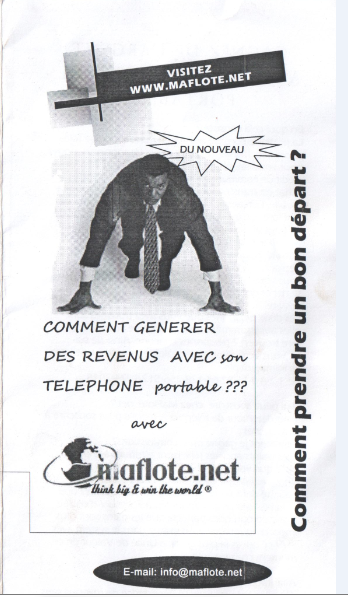 VISITEZ
WWW.MAFLOTE.NET
DU NOUVEAU
COMMENT GENERER
DES REVENUS AVEC son
TELEPHONE portable ???
avec
maflote.net
think big & win the world ®
Comment prendre un bon départ ?
E-mail: info@maflote.net